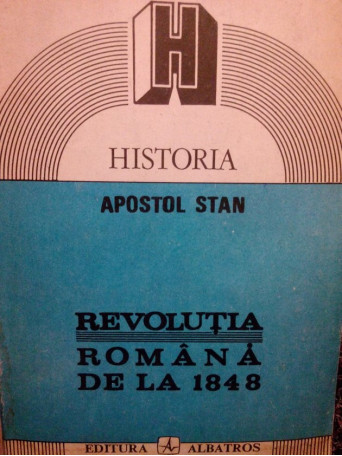 H
HISTORIA
APOSTOL STAN
REVOLUȚIA
ROMÂNĂ
DE LA 1848
EDITURA A ALBATROS